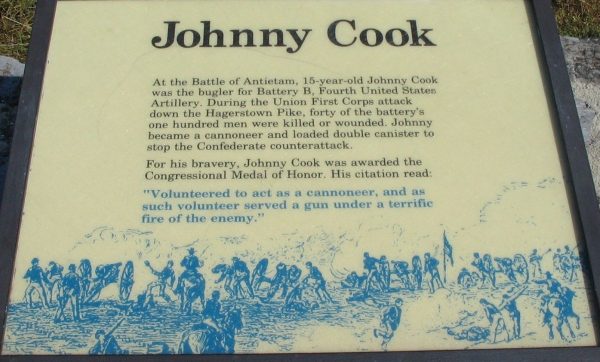 Johnny Cook
At the Battle of Antietam, 15-year-old Johnny Cook
was the bugler for Battery B, Fourth United States
Artillery. During the Union First Corps attack
down the Hagerstown Pike, forty of the battery's
one hundred men were killed or wounded. Johnny
became a cannoneer and loaded double canister to
stop the Confederate counterattack.
For his bravery, Johnny Cook was awarded the
Congressional Medal of Honor. His citation read:
"Volunteered to act as a cannoneer, and as
such volunteer served a gun under a terrific
fire of the enemy."